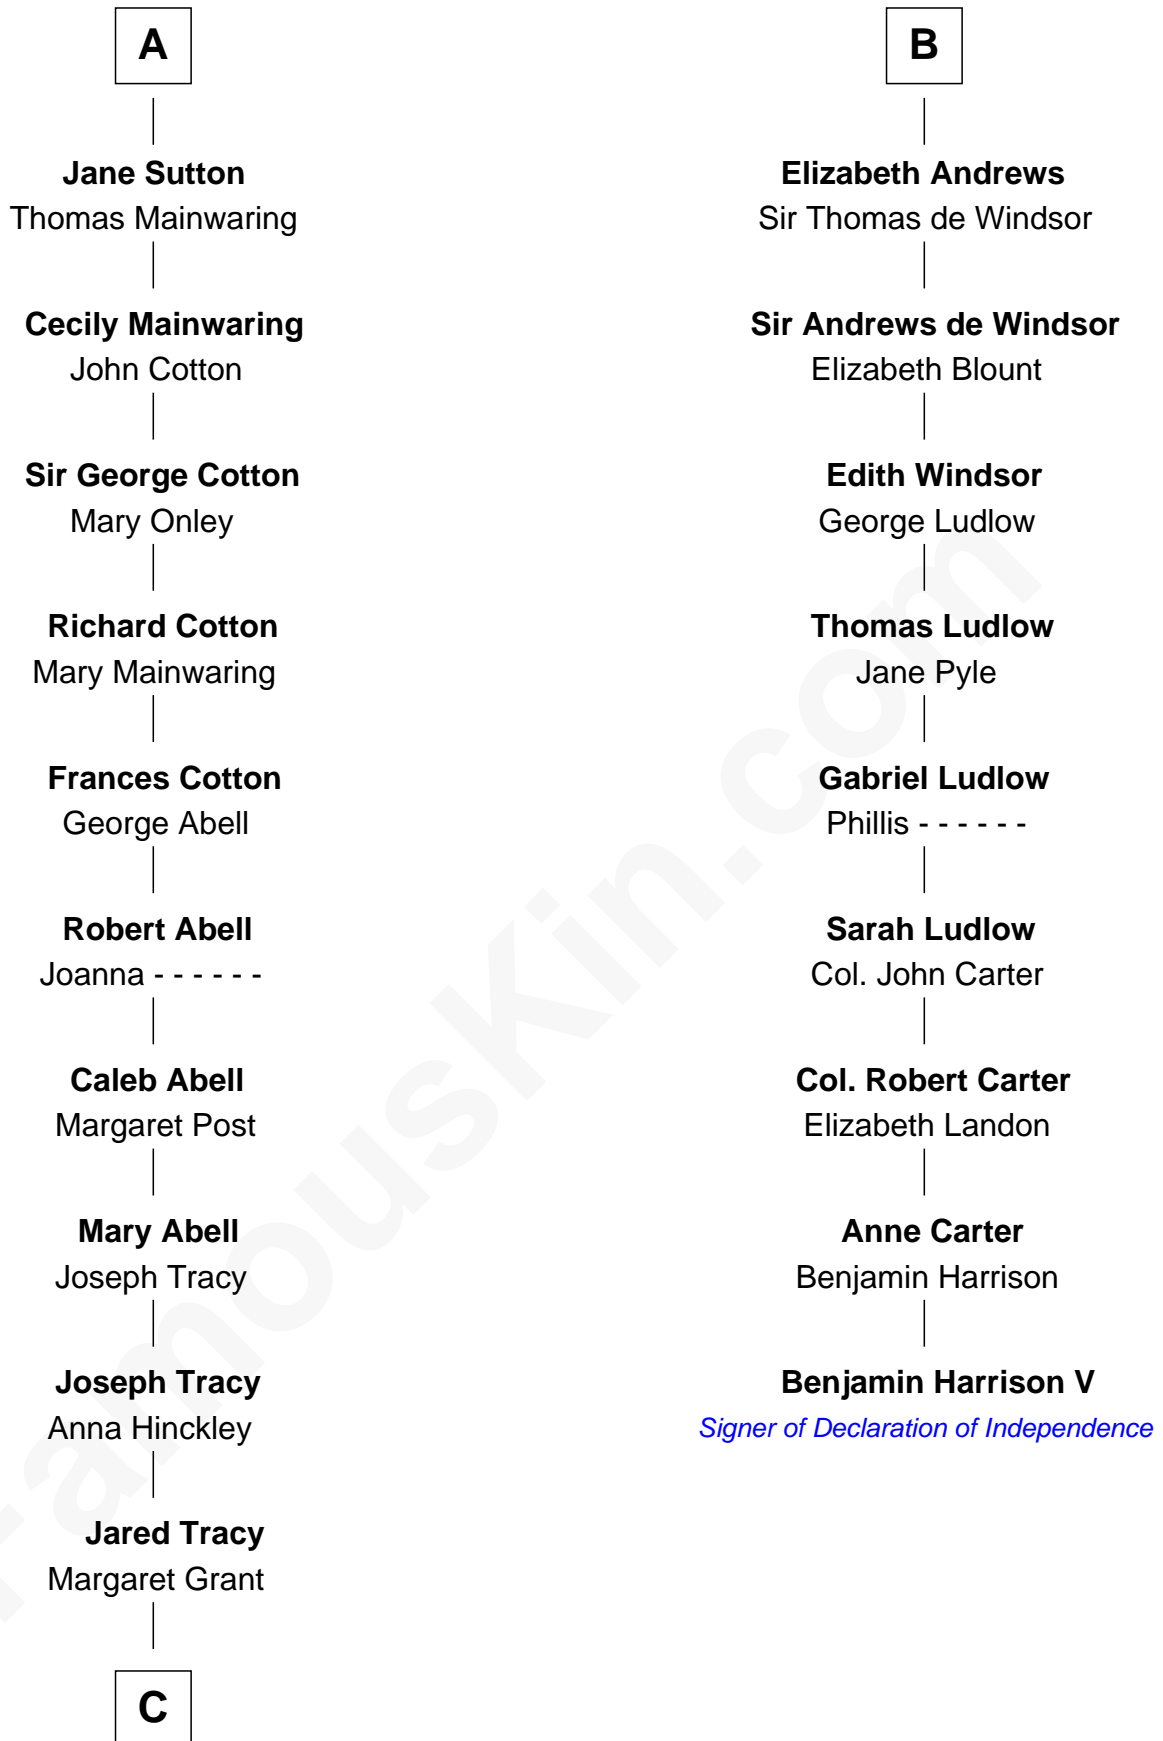 A
Jane Sutton
Thomas Mainwaring
Cecily Mainwaring
John Cotton
Sir George Cotton
Mary Onley
Richard Cotton
Mary Mainwaring
Frances Cotton
George Abell
Robert Abell
Joanna - - - - - -
Caleb Abell
Margaret Post
Mary Abell
Joseph Tracy
Joseph Tracy
Anna Hinckley
Jared Tracy
Margaret Grant
C
B
Elizabeth Andrews
Sir Thomas de Windsor
Sir Andrews de Windsor
Elizabeth Blount
Edith Windsor
George Ludlow
Thomas Ludlow
Jane Pyle
Gabriel Ludlow
Phillis - - - - - -
Sarah Ludlow
Col. John Carter
Col. Robert Carter
Elizabeth Landon
Anne Carter
Benjamin Harrison
Benjamin Harrison V
Signer of Declaration of Independence
FamousKin.com